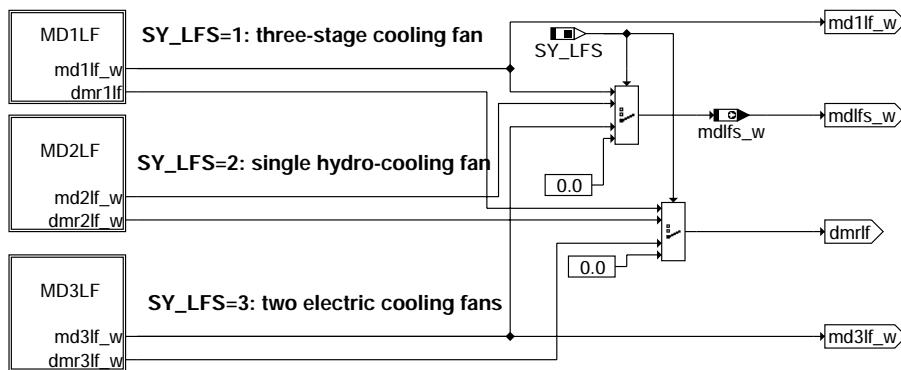 MD1LF
SY_LFS=1: three-stage cooling fan
md1lf_w
dmr1lf
SY_LFS
md1lf_w
mdlfs_w
mdlfs_w
MD2LF
SY_LFS=2: single hydro-cooling fan
md2lf_w
dmr2lf_w
0.0
dmrlf
0.0
MD3LF
SY_LFS=3: two electric cooling fans
md3lf_w
dmr3lf_w
md3lf_w